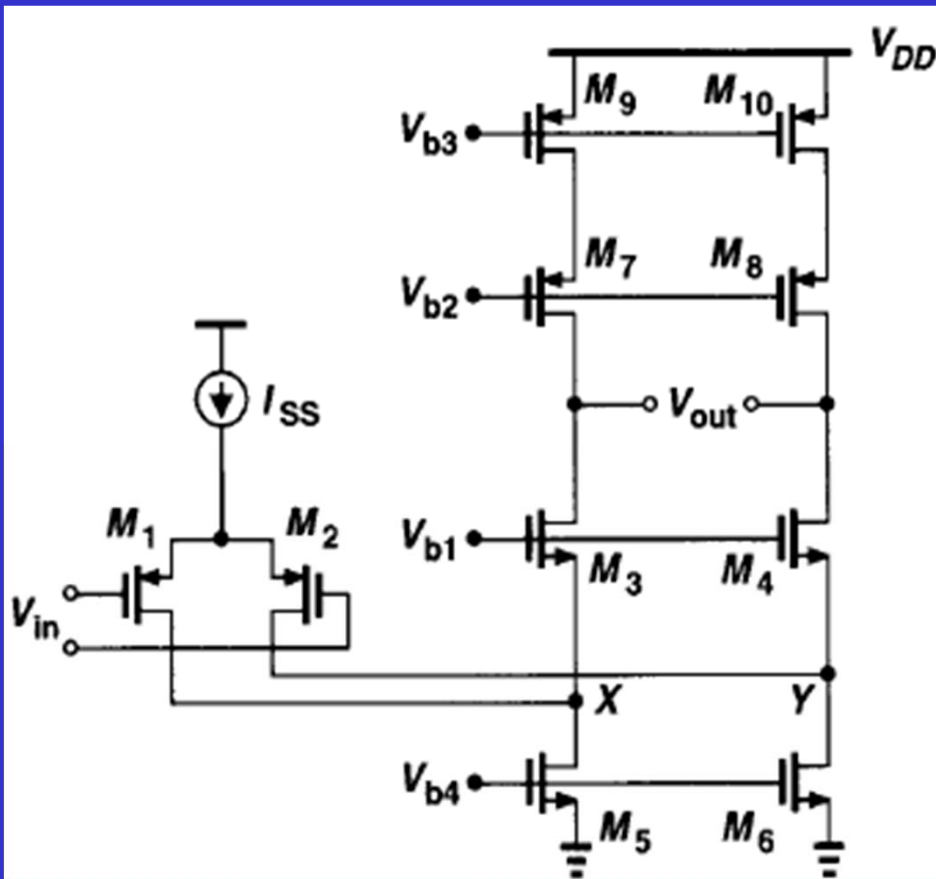 V_DD
M_9 M_10
V_b3
M_7 M_8
V_b2
I_SS
V_out
M_1 M_2
V_b1
M_3 M_4
V_in
X Y
V_b4
M_5 M_6